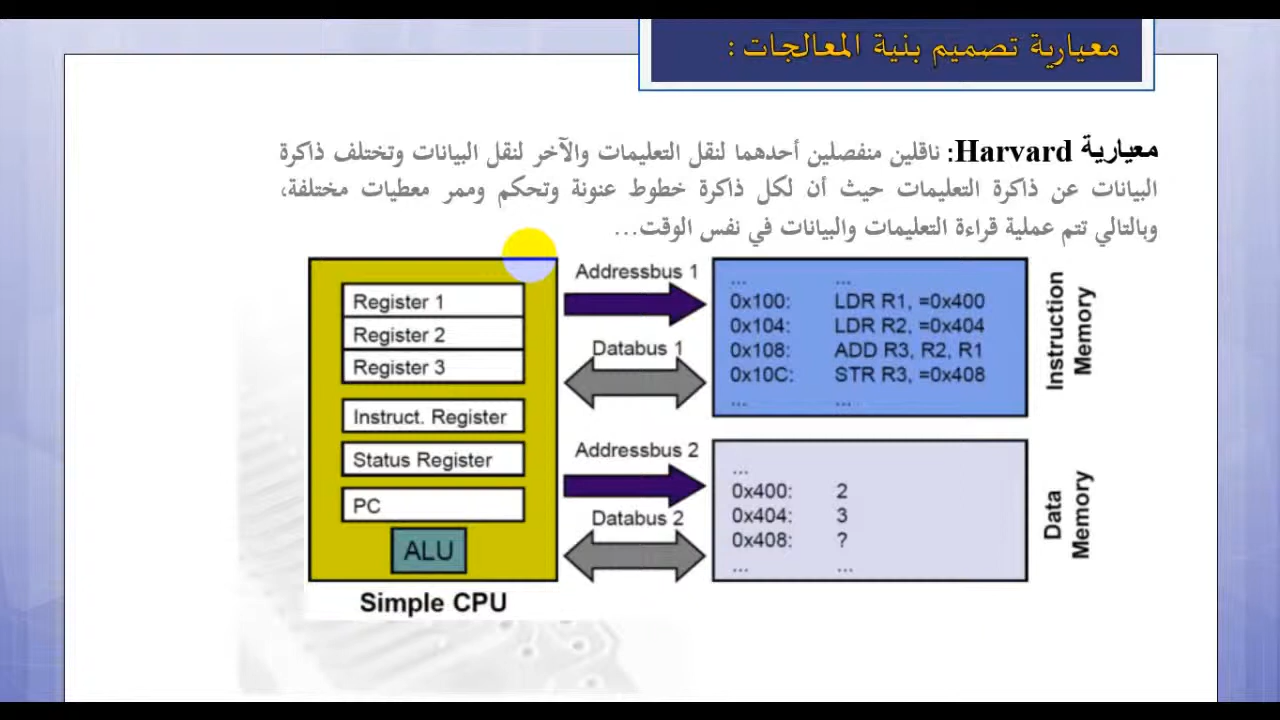 معيارية تصميم بنية المعالجات :
معيارية Harvard: ناقلين منفصلين أحدهما لنقل التعليمات والآخر لنقل البيانات وتختلف ذاكرة
البيانات عن ذاكرة التعليمات حيث أن لكل ذاكرة خطوط عنونة وتحكم وممر معطيات مختلفة،
وبالتالي تتم عملية قراءة التعليمات والبيانات في نفس الوقت...
Register 1
Register 2
Register 3
Instruct. Register
Status Register
PC
ALU
Simple CPU
Addressbus 1
Databus 1
Addressbus 2
Databus 2
... ...
0x100: LDR R1, =0x400
0x104: LDR R2, =0x404
0x108: ADD R3, R2, R1
0x10C: STR R3, =0x408
... ...
Instruction
Memory
...
0x400: 2
0x404: 3
0x408: ?
... ...
Data
Memory